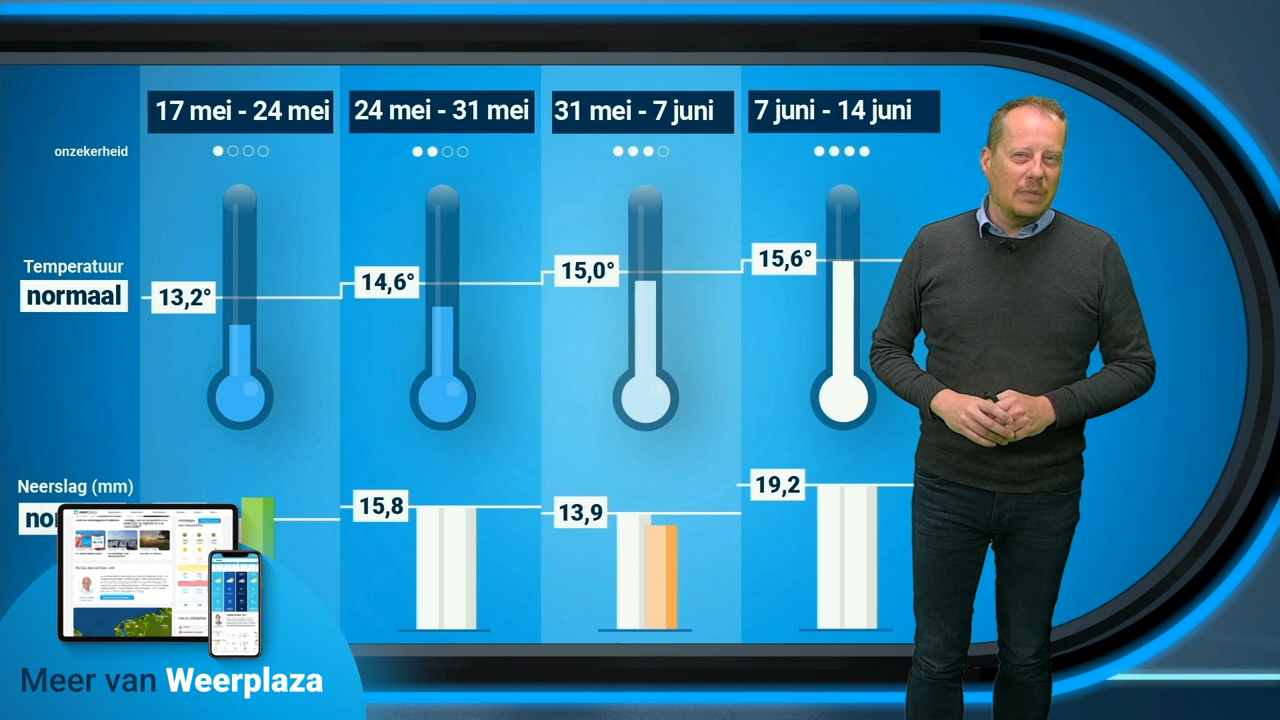 17 mei - 24 mei
24 mei - 31 mei
31 mei - 7 juni
7 juni - 14 juni
onzekerheid
Temperatuur
normaal
13,2°
14,6°
15,0°
15,6°
Neerslag (mm)
15,8
13,9
19,2
Meer van Weerplaza